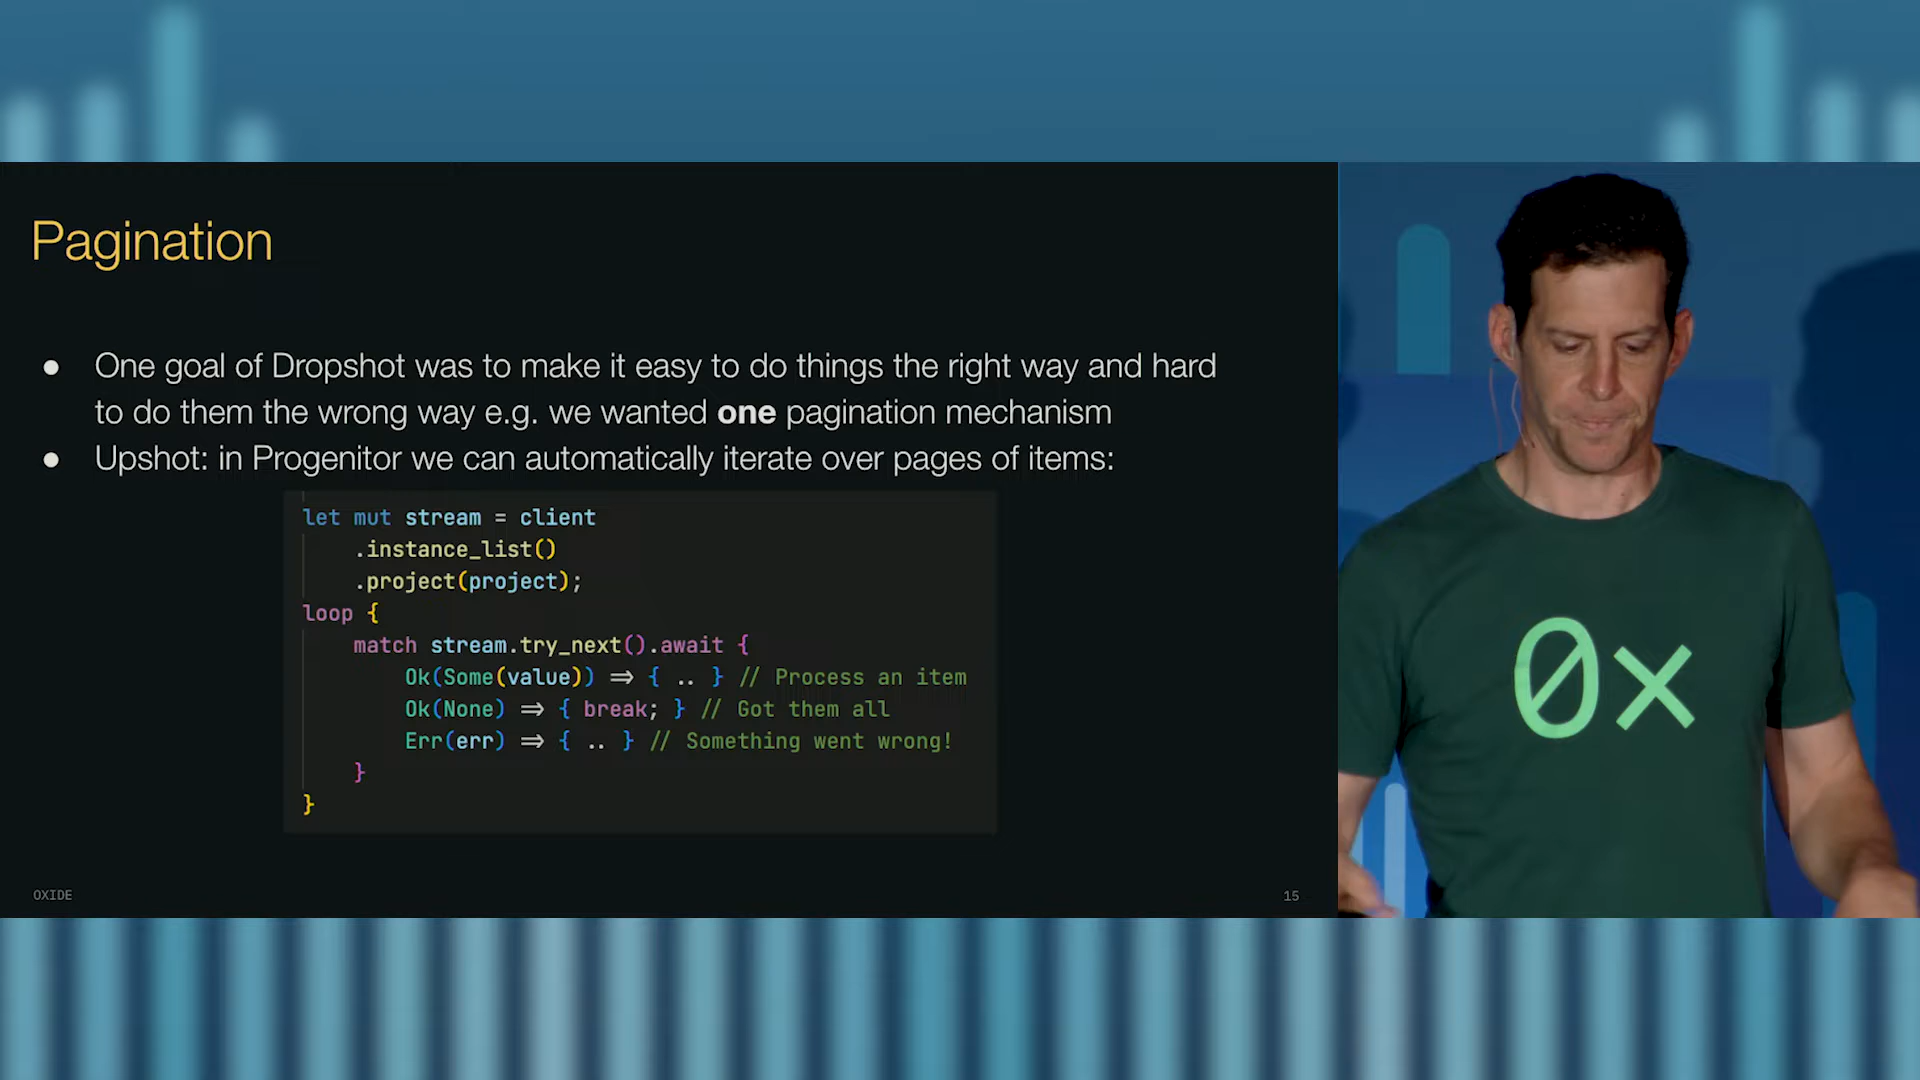 Pagination
● One goal of Dropshot was to make it easy to do things the right way and hard
to do them the wrong way e.g. we wanted one pagination mechanism
● Upshot: in Progenitor we can automatically iterate over pages of items:
let mut stream = client
    .instance_list()
    .project(project);
loop {
    match stream.try_next().await {
        Ok(Some(value)) => { .. } // Process an item
        Ok(None) => { break; } // Got them all
        Err(err) => { .. } // Something went wrong!
    }
}
OXIDE
15
0x